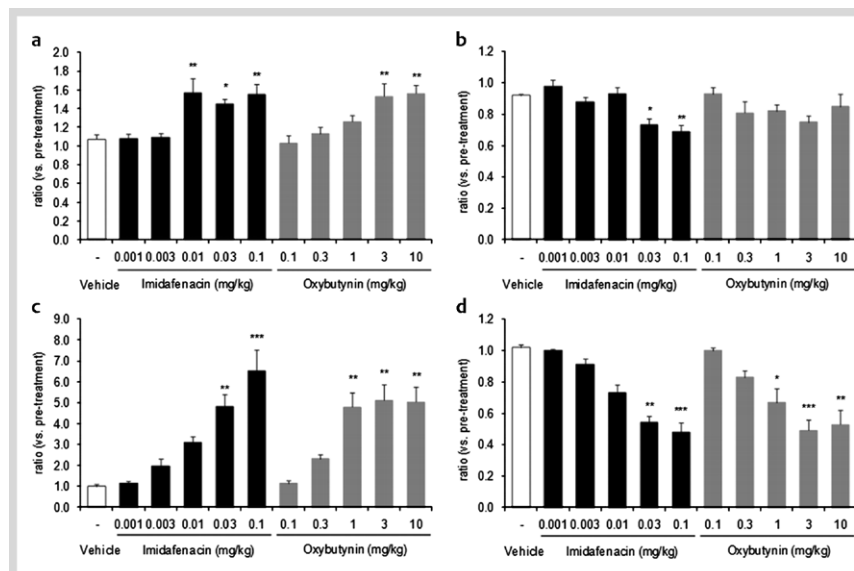 a
ratio (vs. pre-treatment)
2.0
1.8
1.6
1.4
1.2
1.0
0.8
0.6
0.4
0.2
0.0
** * ** ** **
- 0.001 0.003 0.01 0.03 0.1 0.1 0.3 1 3 10
Vehicle Imidafenacin (mg/kg) Oxybutynin (mg/kg)
b
ratio (vs. pre-treatment)
1.2
1.0
0.8
0.6
0.4
0.2
0.0
* **
- 0.001 0.003 0.01 0.03 0.1 0.1 0.3 1 3 10
Vehicle Imidafenacin (mg/kg) Oxybutynin (mg/kg)
c
ratio (vs. pre-treatment)
9.0
8.0
7.0
6.0
5.0
4.0
3.0
2.0
1.0
0.0
** *** ** ** **
- 0.001 0.003 0.01 0.03 0.1 0.1 0.3 1 3 10
Vehicle Imidafenacin (mg/kg) Oxybutynin (mg/kg)
d
ratio (vs. pre-treatment)
1.2
1.0
0.8
0.6
0.4
0.2
0.0
** *** * *** **
- 0.001 0.003 0.01 0.03 0.1 0.1 0.3 1 3 10
Vehicle Imidafenacin (mg/kg) Oxybutynin (mg/kg)